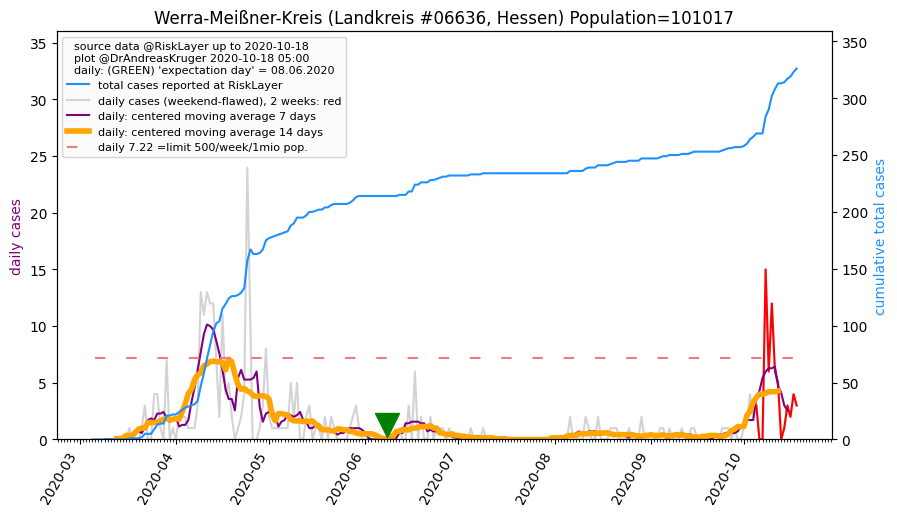 Werra-Meißner-Kreis (Landkreis #06636, Hessen) Population=101017
source data @RiskLayer up to 2020-10-18
plot @DrAndreasKruger 2020-10-18 05:00
daily: (GREEN) 'expectation day' = 08.06.2020
total cases reported at RiskLayer
daily cases (weekend-flawed), 2 weeks: red
daily: centered moving average 7 days
daily: centered moving average 14 days
daily 7.22 =limit 500/week/1mio pop.
daily cases
35
30
25
20
15
10
5
0
cumulative total cases
350
300
250
200
150
100
50
0
2020-03
2020-04
2020-05
2020-06
2020-07
2020-08
2020-09
2020-10